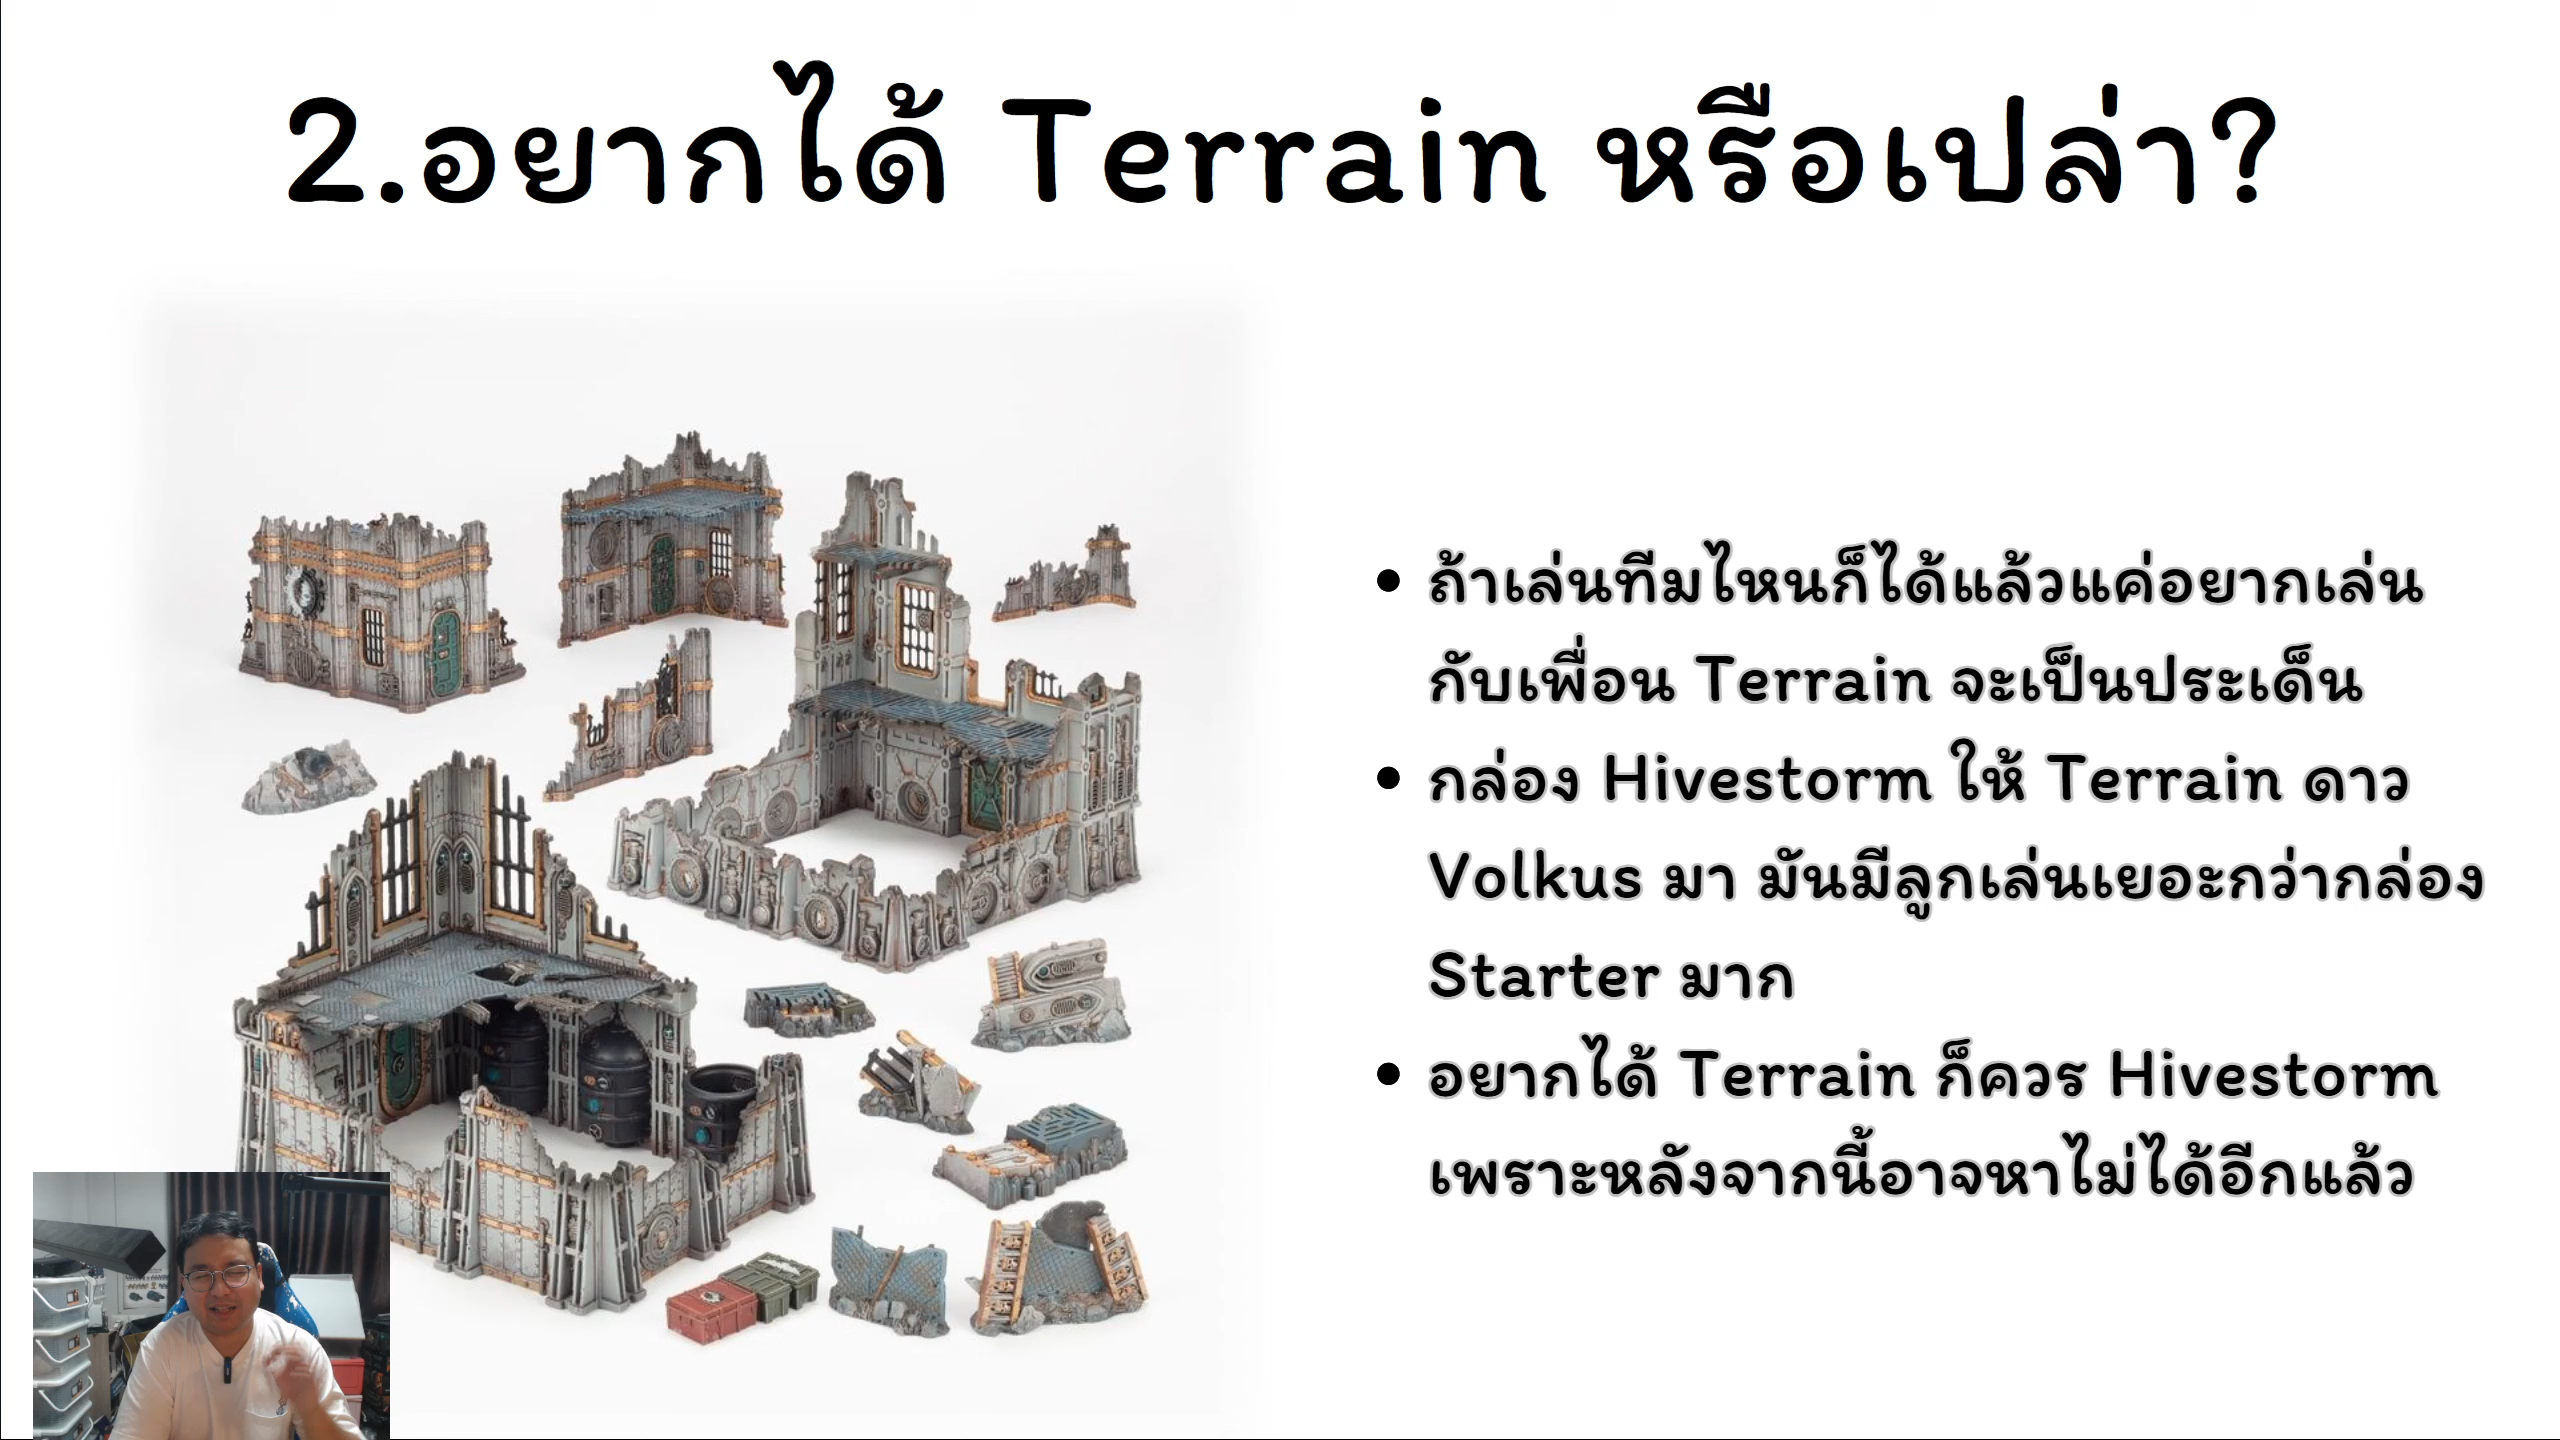 2.อยากได้ Terrain หรือเปล่า?
• ถ้าเล่นทีมไหนก็ได้แล้วแค่อยากเล่น
กับเพื่อน Terrain จะเป็นประเด็น
• กล่อง Hivestorm ให้ Terrain ดาว
Volkus มา มันมีลูกเล่นเยอะกว่ากล่อง
Starter มาก
• อยากได้ Terrain ก็ควร Hivestorm
เพราะหลังจากนี้อาจหาไม่ได้อีกแล้ว